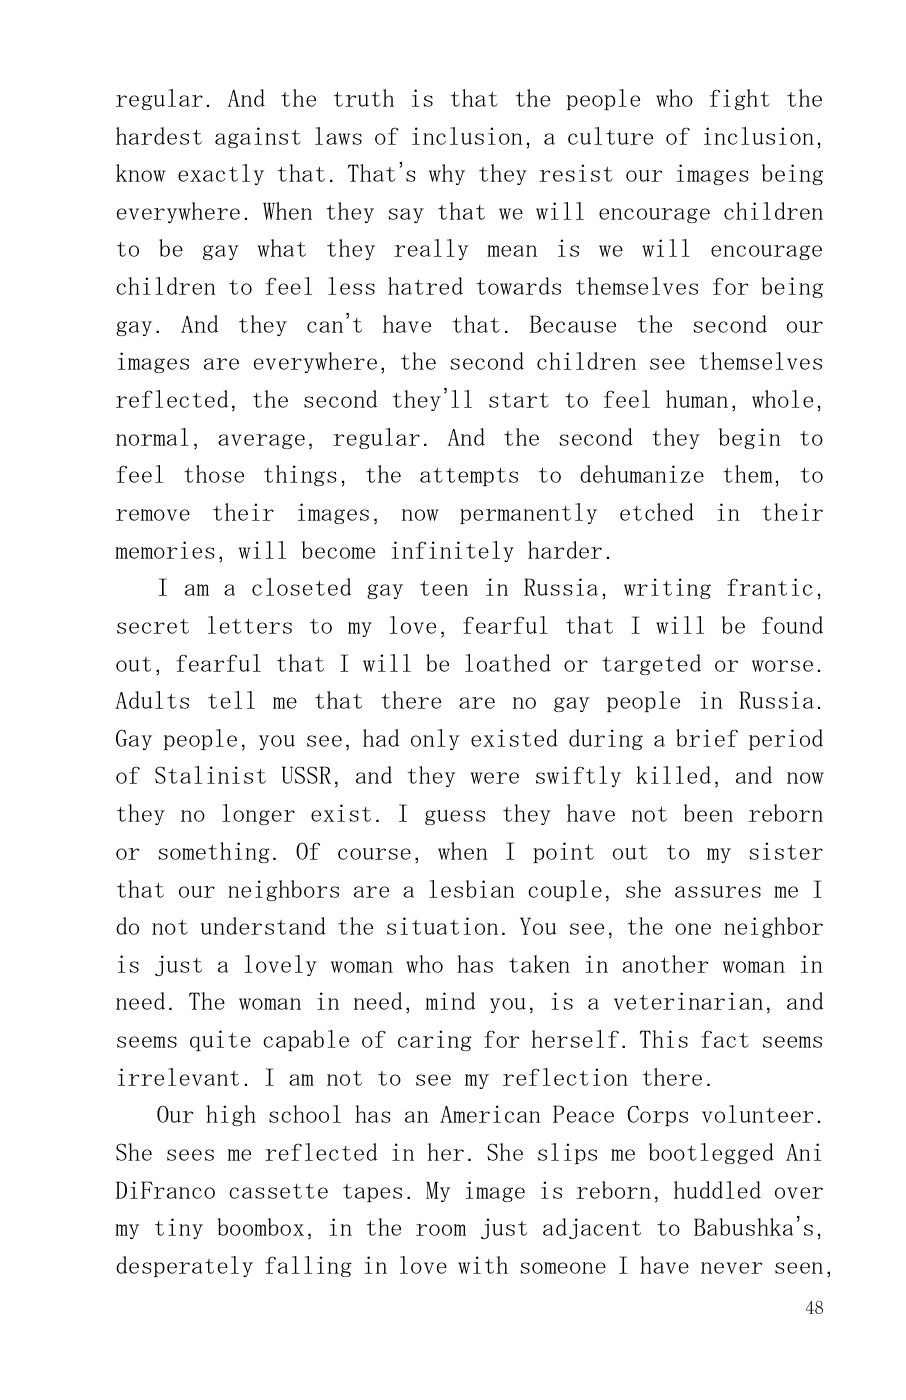 regular. And the truth is that the people who fight the
hardest against laws of inclusion, a culture of inclusion,
know exactly that. That's why they resist our images being
everywhere. When they say that we will encourage children
to be gay what they really mean is we will encourage
children to feel less hatred towards themselves for being
gay. And they can't have that. Because the second our
images are everywhere, the second children see themselves
reflected, the second they'll start to feel human, whole,
normal, average, regular. And the second they begin to
feel those things, the attempts to dehumanize them, to
remove their images, now permanently etched in their
memories, will become infinitely harder.
I am a closeted gay teen in Russia, writing frantic,
secret letters to my love, fearful that I will be found
out, fearful that I will be loathed or targeted or worse.
Adults tell me that there are no gay people in Russia.
Gay people, you see, had only existed during a brief period
of Stalinist USSR, and they were swiftly killed, and now
they no longer exist. I guess they have not been reborn
or something. Of course, when I point out to my sister
that our neighbors are a lesbian couple, she assures me I
do not understand the situation. You see, the one neighbor
is just a lovely woman who has taken in another woman in
need. The woman in need, mind you, is a veterinarian, and
seems quite capable of caring for herself. This fact seems
irrelevant. I am not to see my reflection there.
Our high school has an American Peace Corps volunteer.
She sees me reflected in her. She slips me bootlegged Ani
DiFranco cassette tapes. My image is reborn, huddled over
my tiny boombox, in the room just adjacent to Babushka's,
desperately falling in love with someone I have never seen,
48